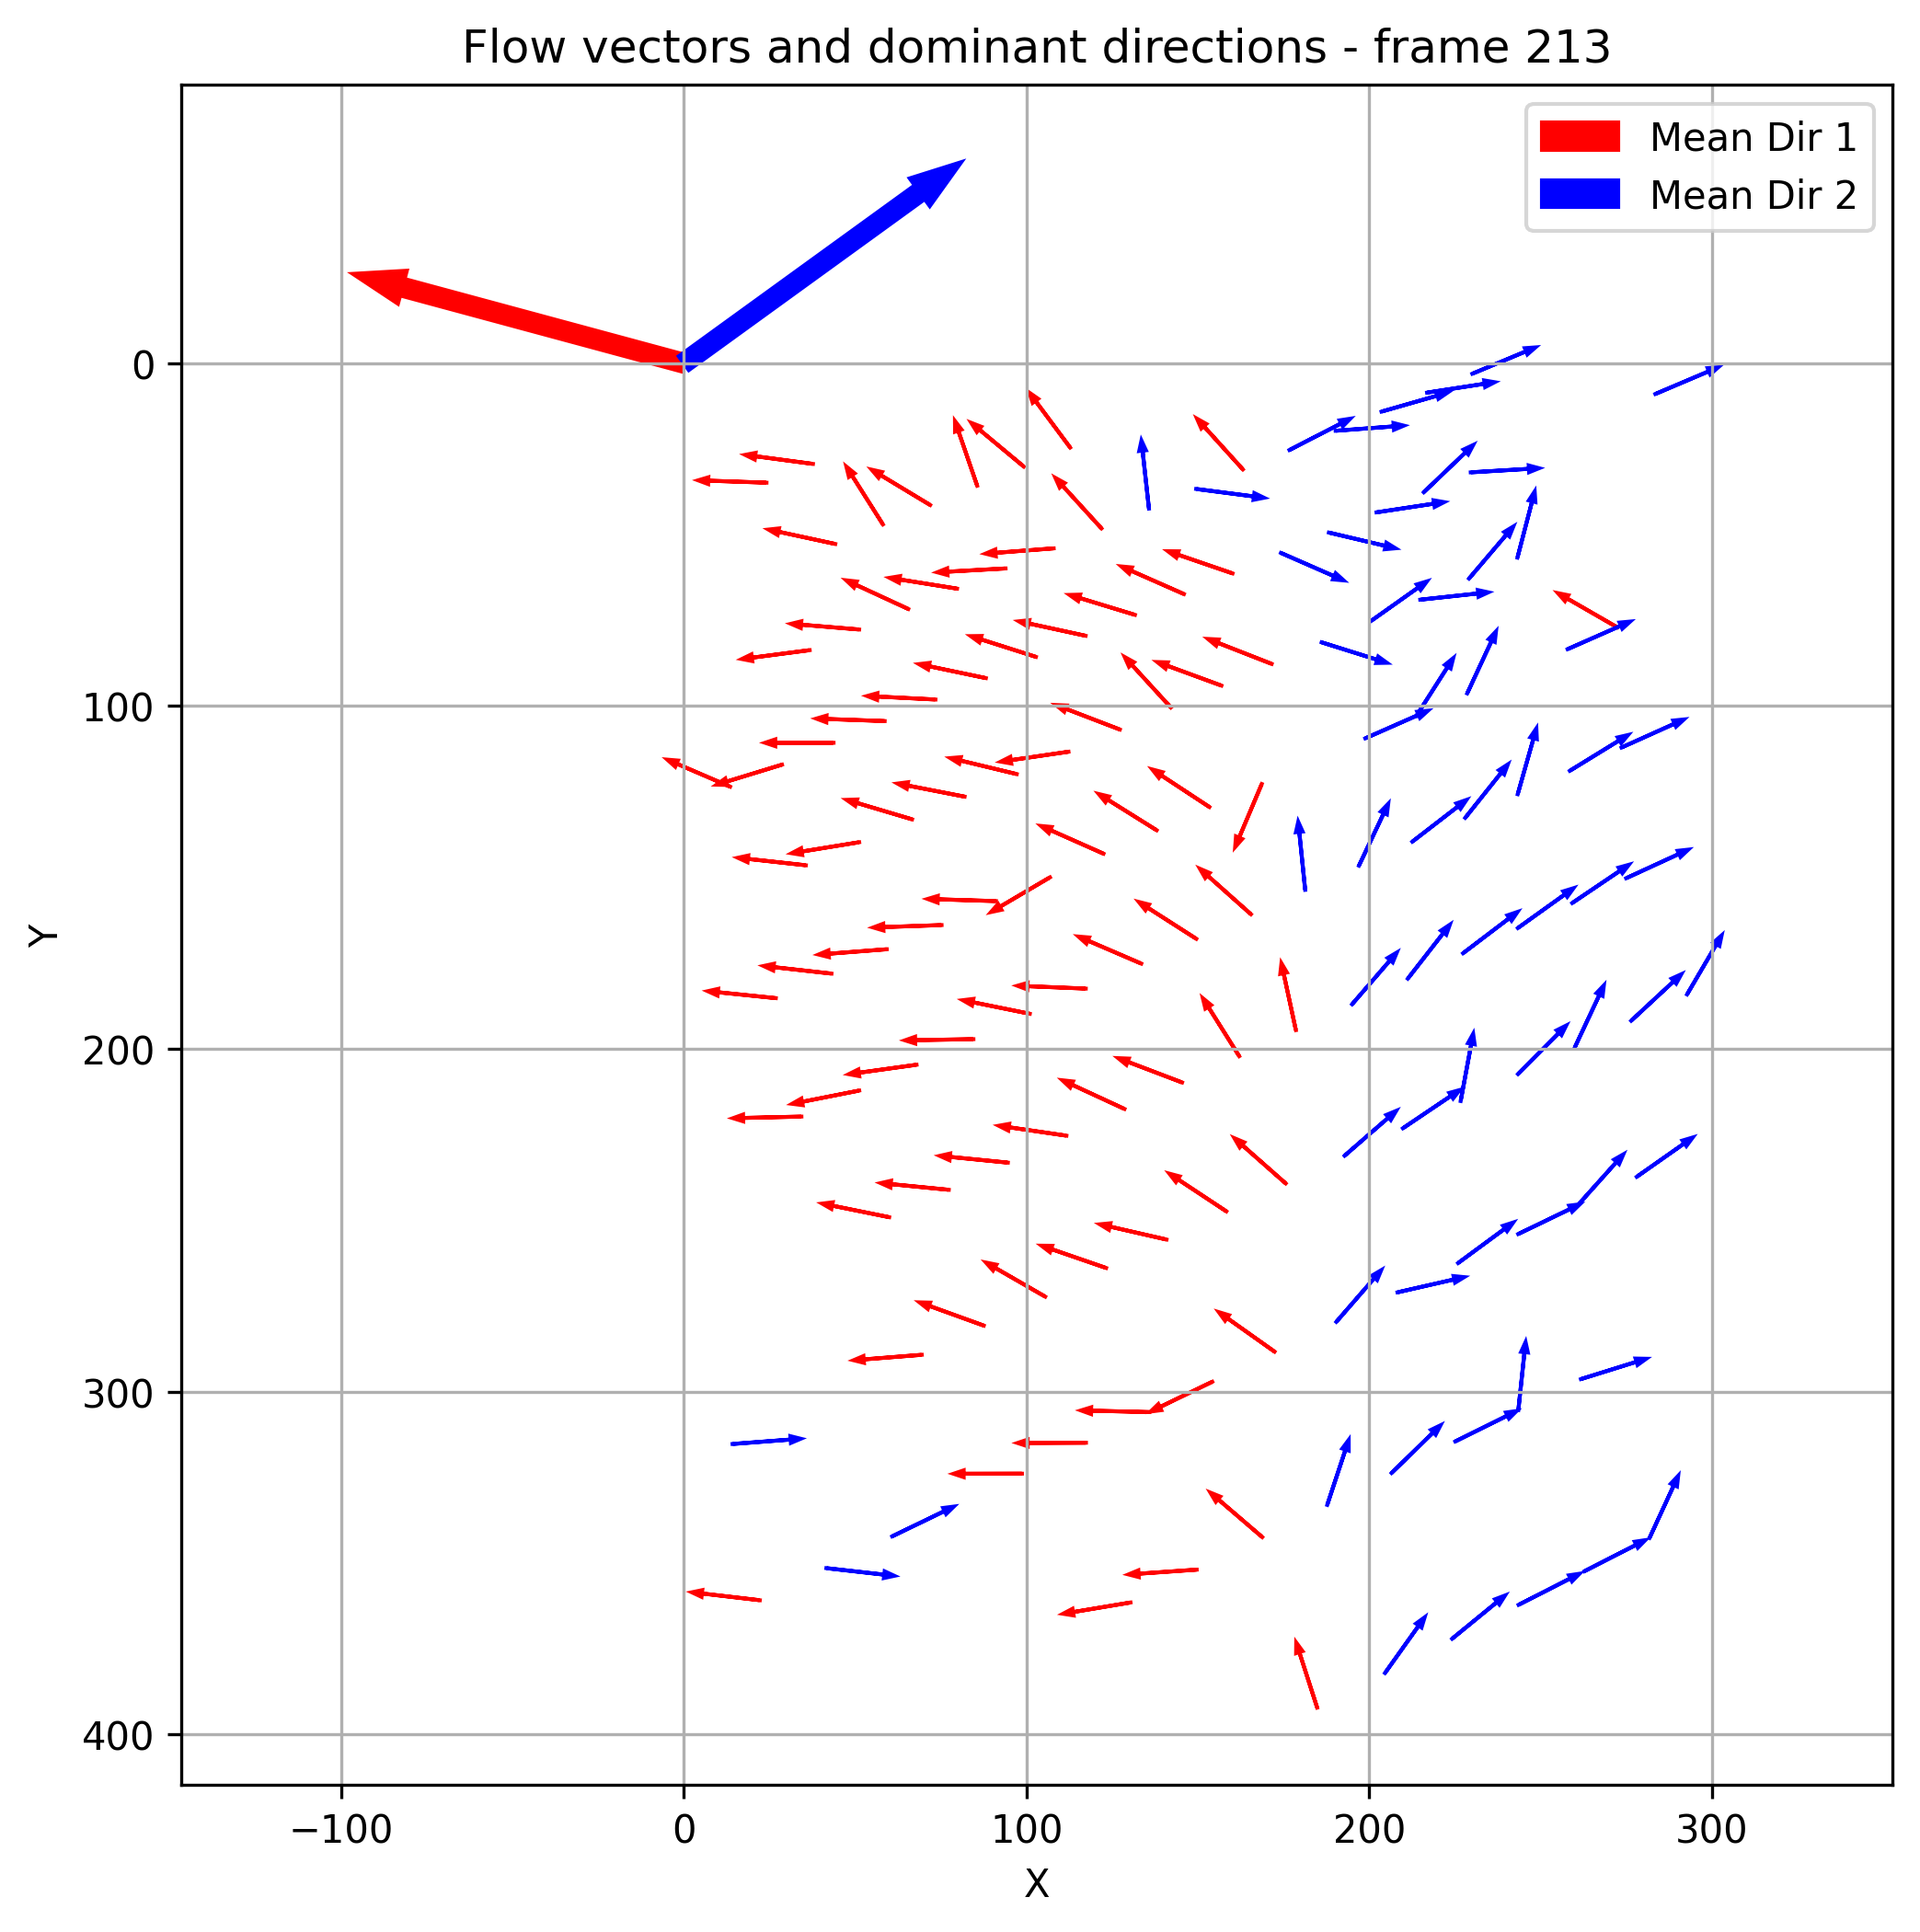 Flow vectors and dominant directions - frame 213
Mean Dir 1
Mean Dir 2
0
100
200
300
400
Y
−100
0
100
200
300
X